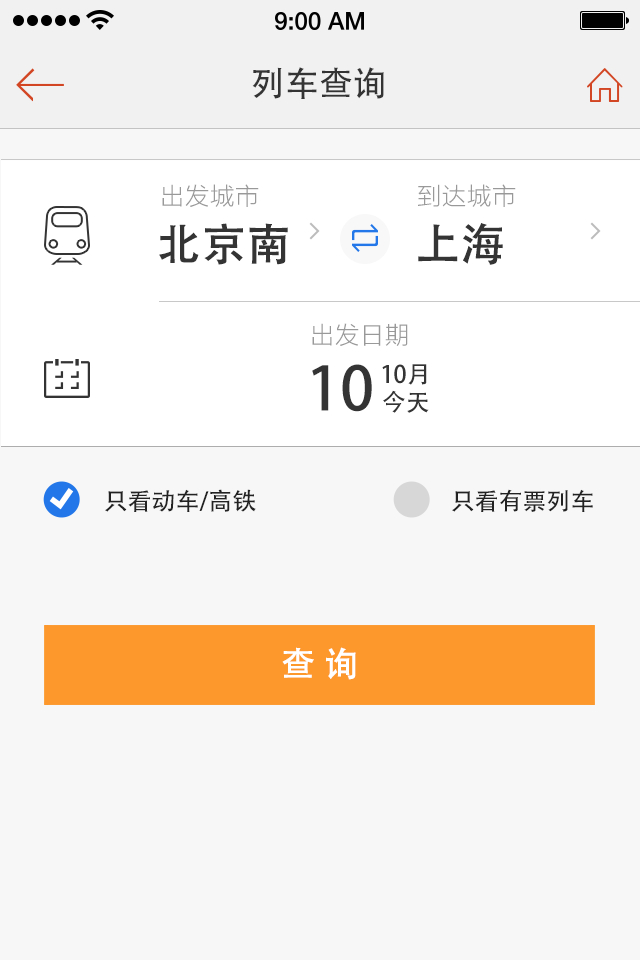 9:00 AM
列车查询
出发城市
到达城市
北京南
上海
出发日期
10
10月
今天
只看动车/高铁
只看有票列车
查询